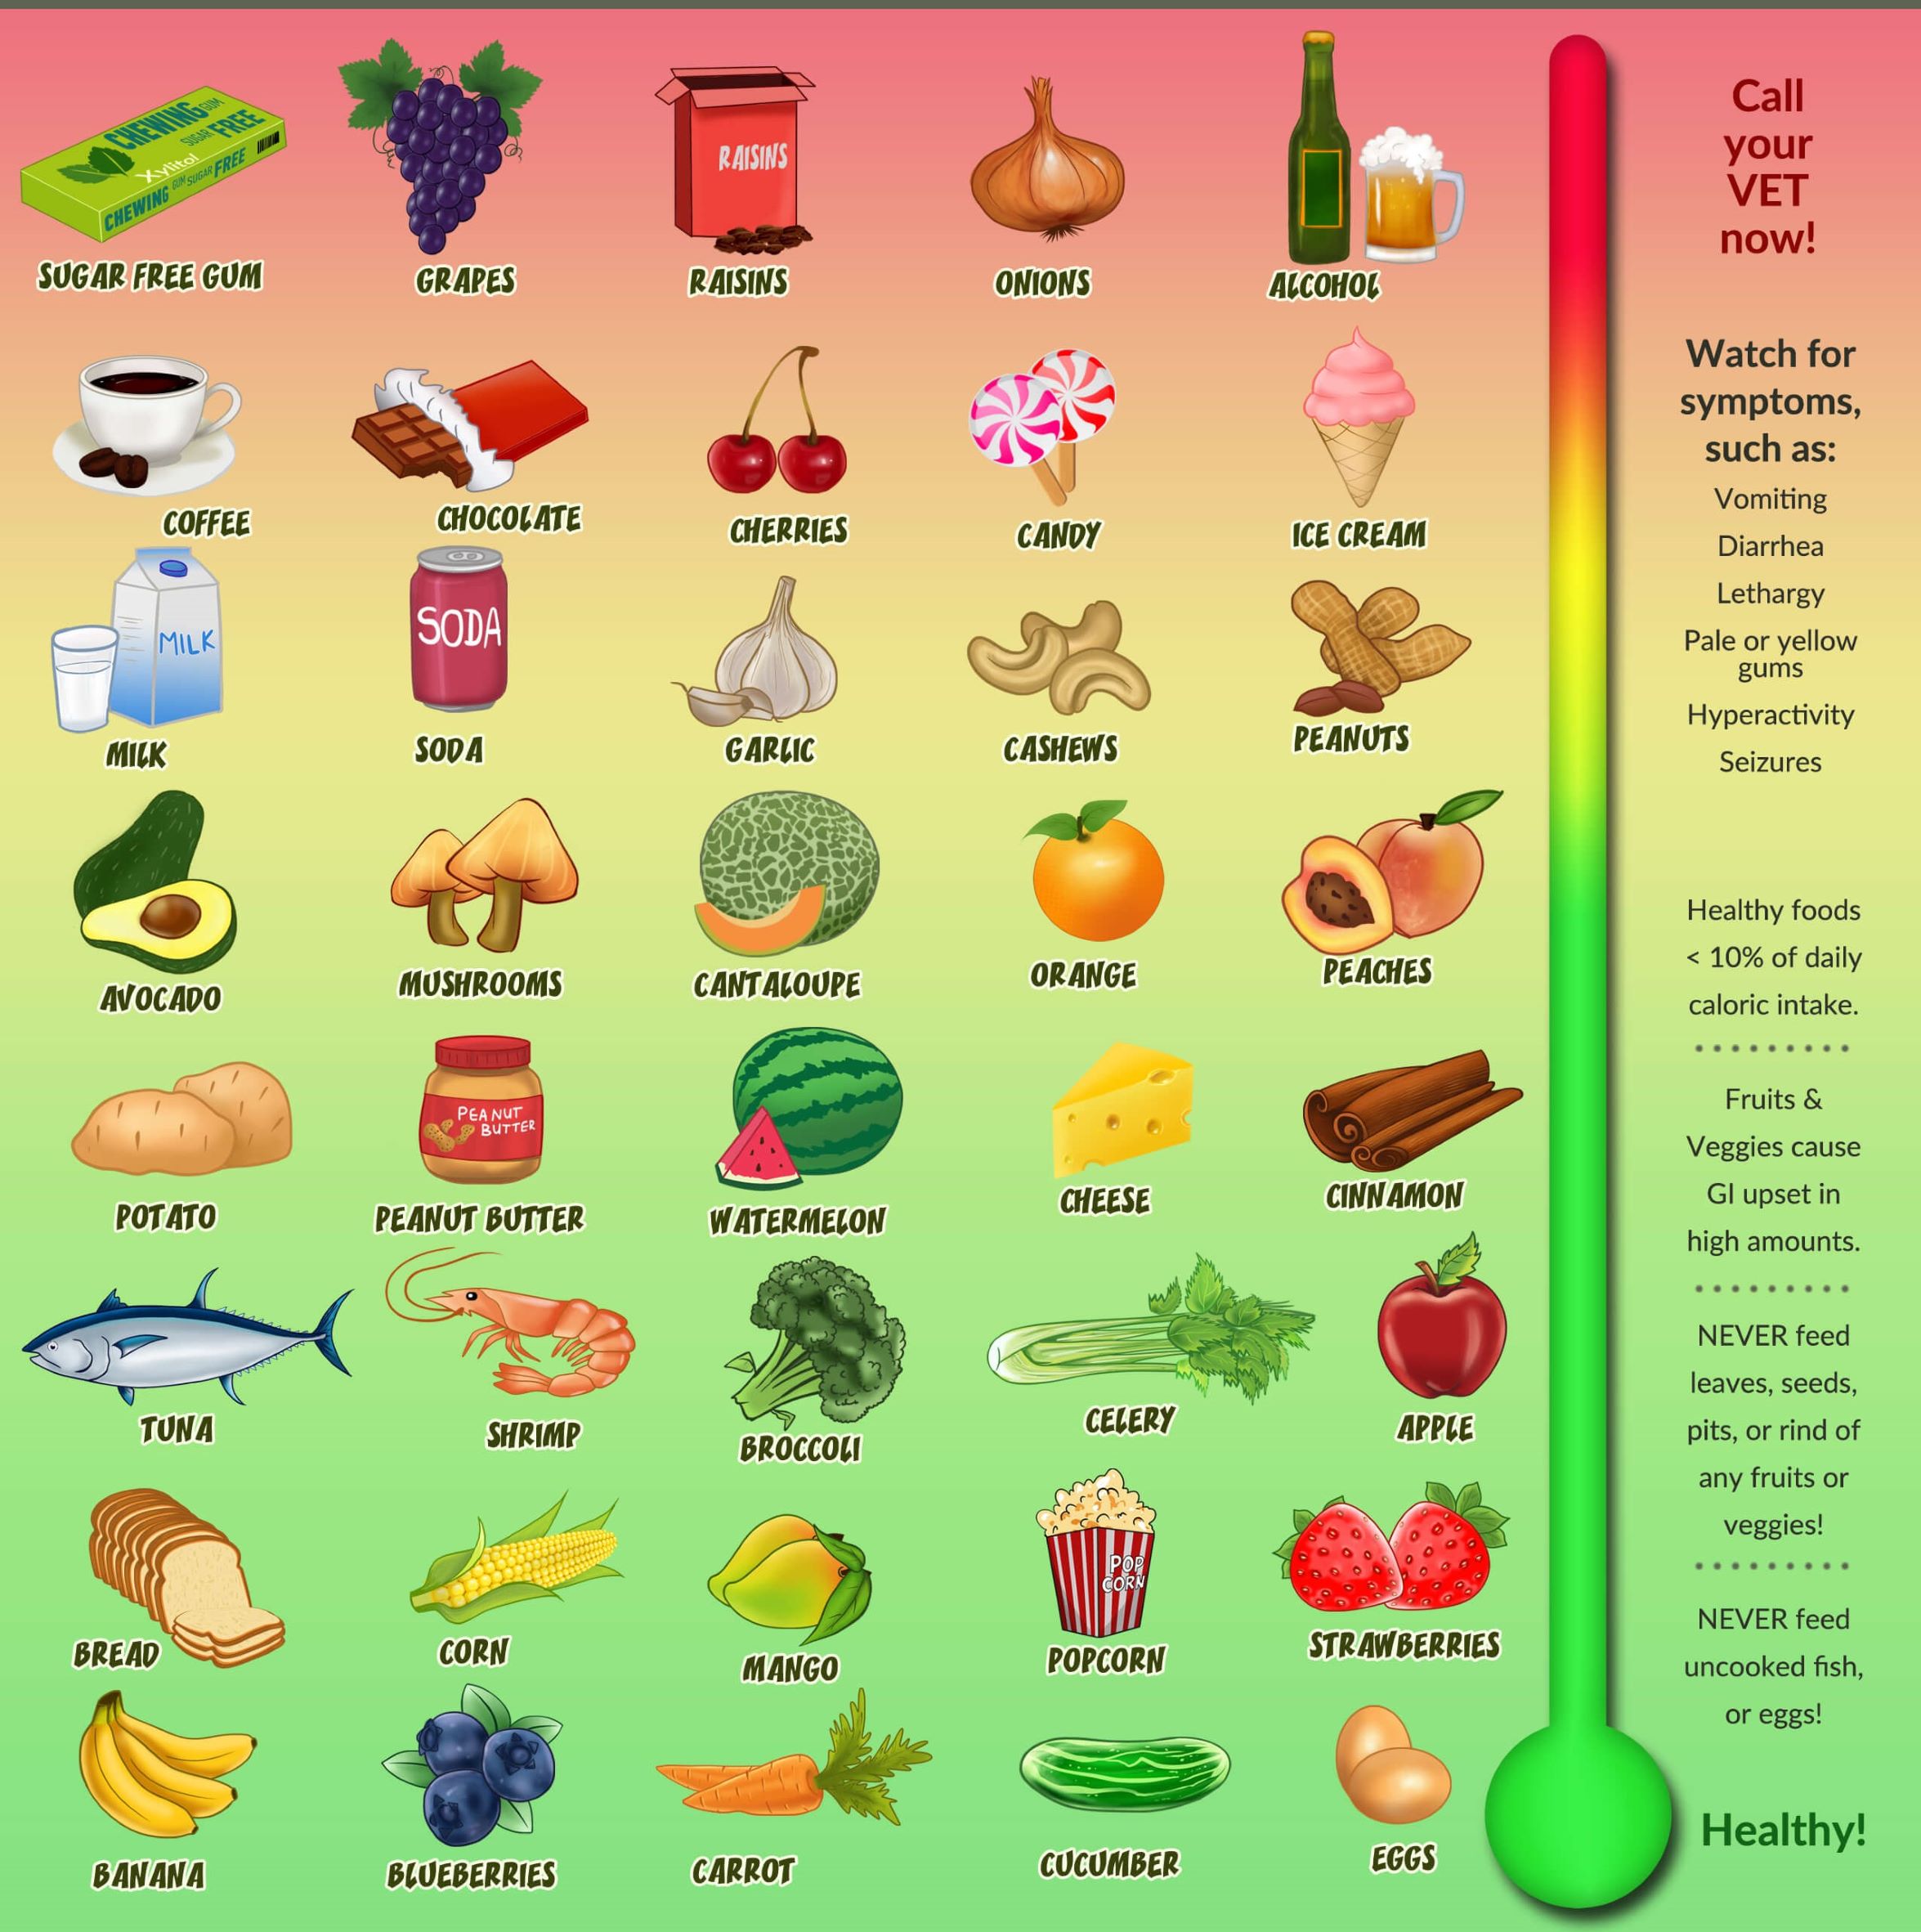 CHEWING GUM
SUGAR FREE
Xylitol
CHEWING GUM SUGAR FREE
SUGAR FREE GUM
GRAPES
RAISINS
RAISINS
ONIONS
ALCOHOL
COFFEE
CHOCOLATE
CHERRIES
CANDY
ICE CREAM
MILK
MILK
SODA
SODA
GARLIC
CASHEWS
PEANUTS
AVOCADO
MUSHROOMS
CANTALOUPE
ORANGE
PEACHES
POTATO
PEANUT
BUTTER
PEANUT BUTTER
WATERMELON
CHEESE
CINNAMON
TUNA
SHRIMP
BROCCOLI
CELERY
APPLE
BREAD
CORN
MANGO
POP
CORN
POPCORN
STRAWBERRIES
BANANA
BLUEBERRIES
CARROT
CUCUMBER
EGGS
Call
your
VET
now!
Watch for
symptoms,
such as:
Vomiting
Diarrhea
Lethargy
Pale or yellow
gums
Hyperactivity
Seizures
Healthy foods
< 10% of daily
caloric intake.
Fruits &
Veggies cause
GI upset in
high amounts.
NEVER feed
leaves, seeds,
pits, or rind of
any fruits or
veggies!
NEVER feed
uncooked fish,
or eggs!
Healthy!